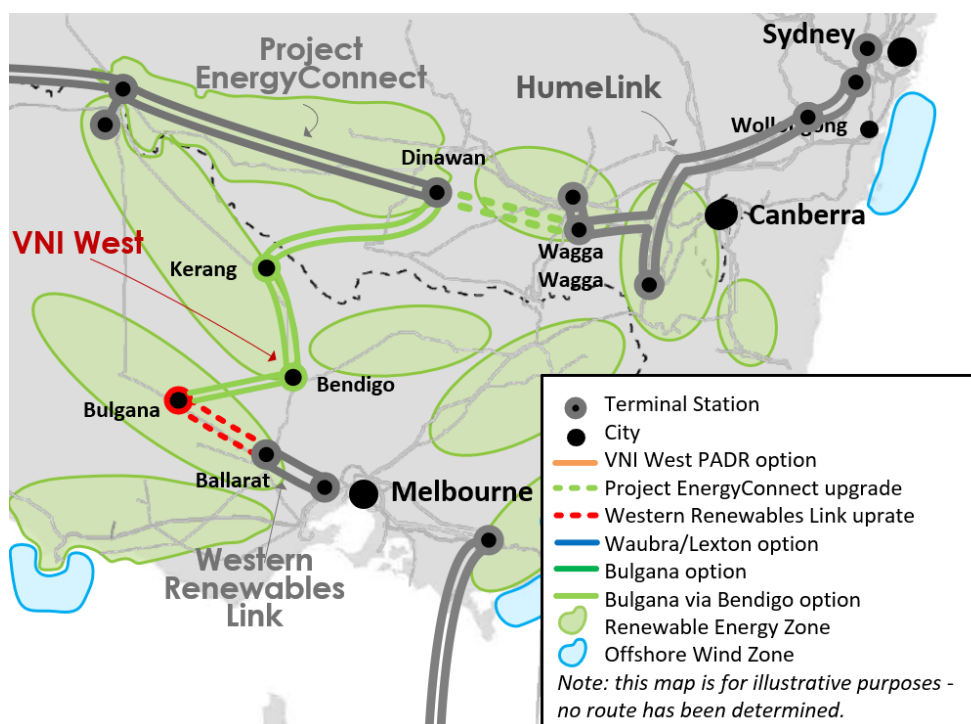 Project
EnergyConnect
HumeLink
Sydney
Wollongong
Dinawan
Canberra
VNI West
Kerang
Wagga
Wagga
Bendigo
Bulgana
Ballarat
Melbourne
Western
Renewables
Link
Terminal Station
City
VNI West PADR option
Project EnergyConnect upgrade
Western Renewables Link uprate
Waubra/Lexton option
Bulgana option
Bulgana via Bendigo option
Renewable Energy Zone
Offshore Wind Zone
Note: this map is for illustrative purposes -
no route has been determined.